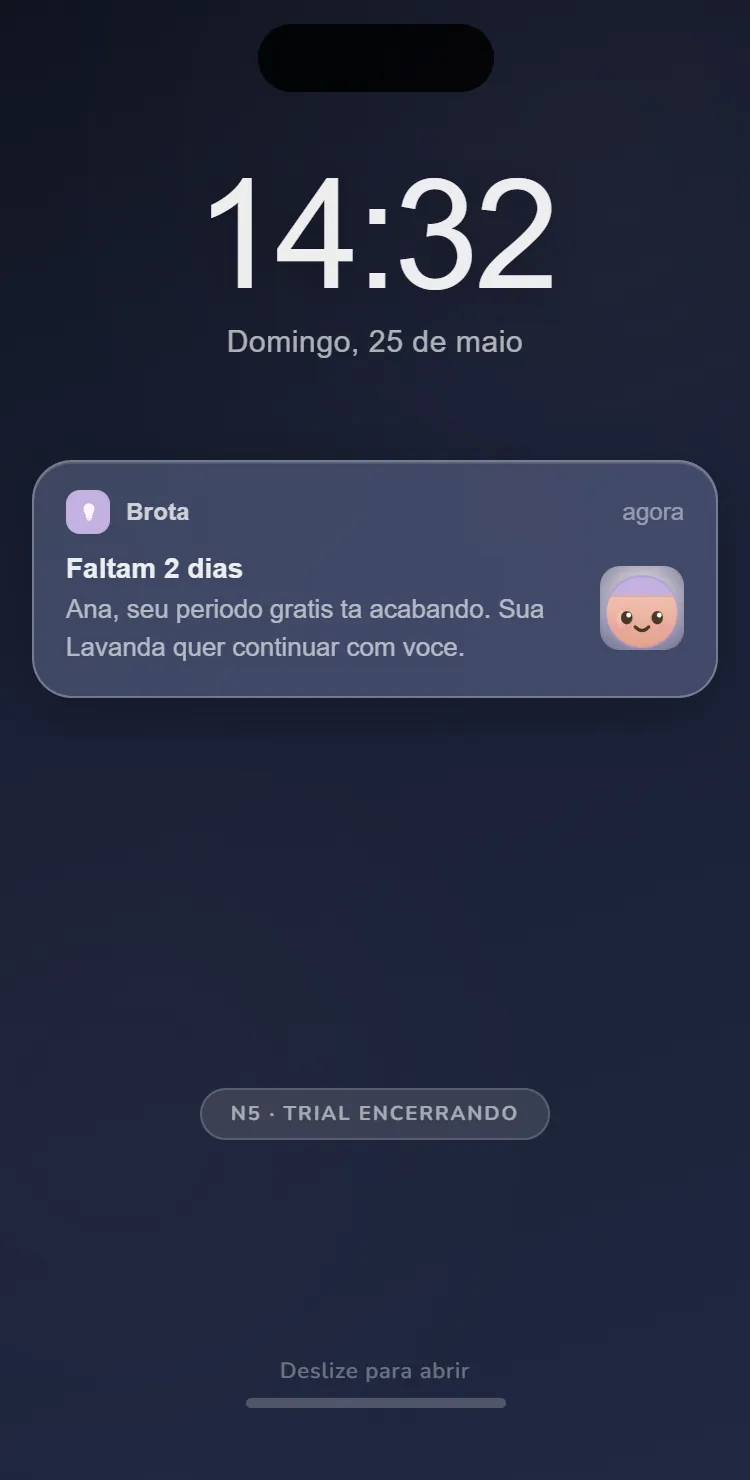 14:32
Domingo, 25 de maio
Brota
agora
Faltam 2 dias
Ana, seu periodo gratis ta acabando. Sua
Lavanda quer continuar com voce.
N5 · TRIAL ENCERRANDO
Deslize para abrir